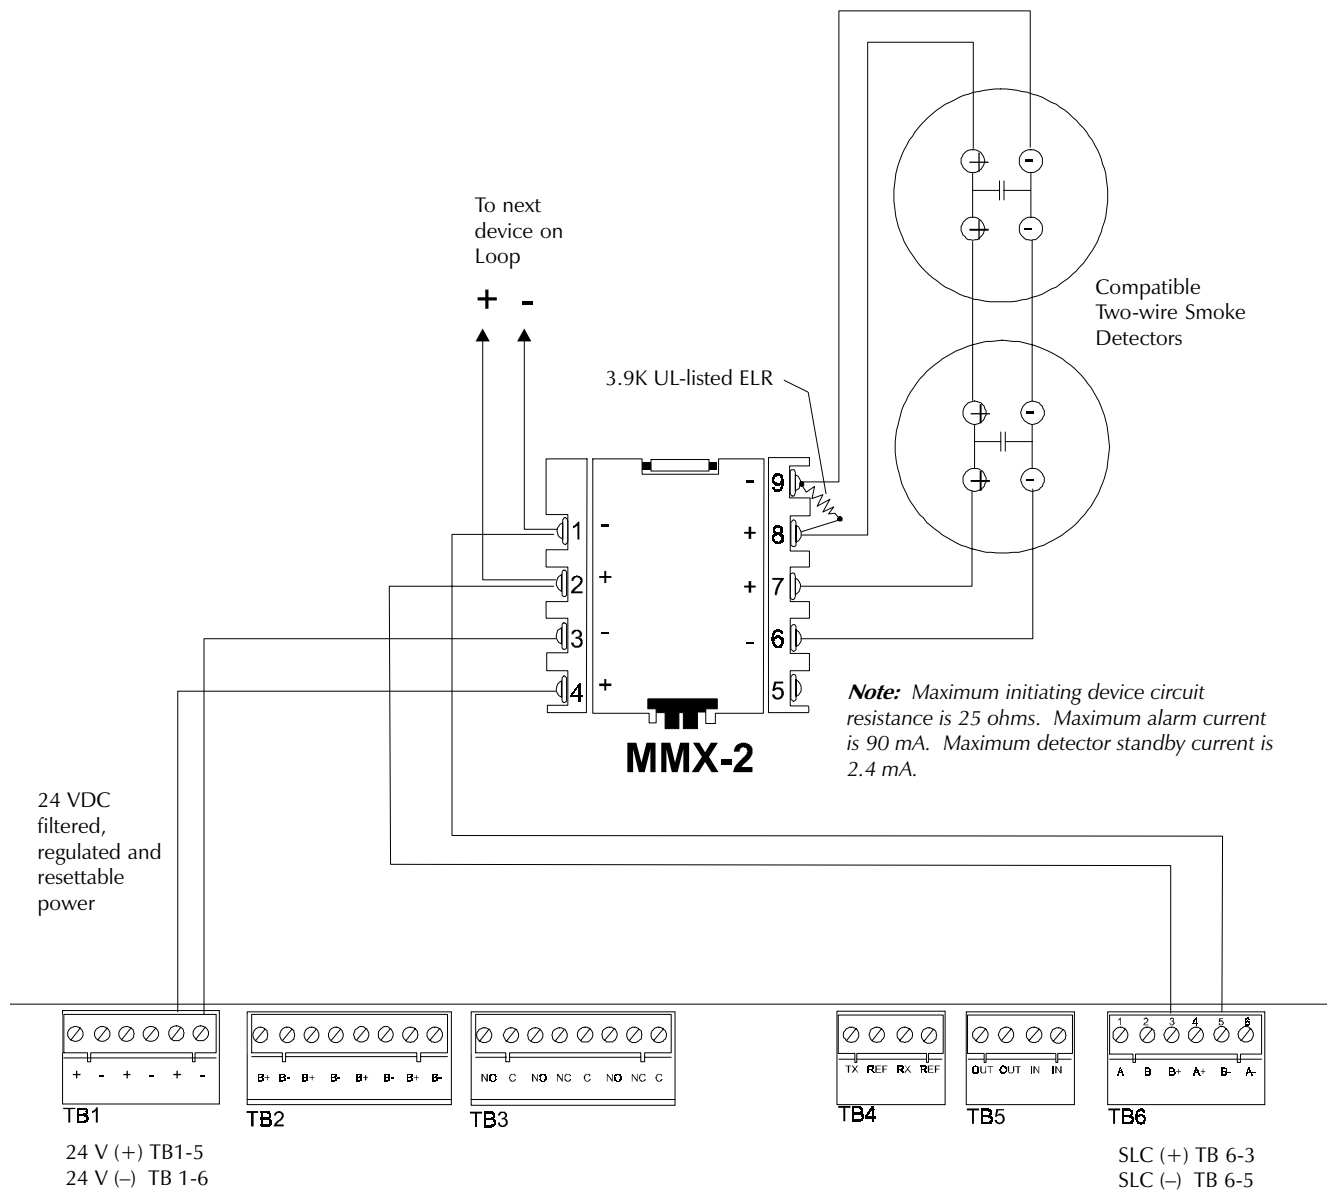 To next
device on
Loop
+ -
Compatible
Two-wire Smoke
Detectors
3.9K UL-listed ELR
+ -
+ -
+ -
+ -
1 -
2 +
3 -
4 +
- 9
+ 8
+ 7
- 6
5
MMX-2
Note: Maximum initiating device circuit
resistance is 25 ohms. Maximum alarm current
is 90 mA. Maximum detector standby current is
2.4 mA.
24 VDC
filtered,
regulated and
resettable
power
+ - + - + -
TB1
24 V (+) TB1-5
24 V (–) TB 1-6
B+ B- B+ B- B+ B- B+ B-
TB2
NO C NO NC C NO NC C
TB3
TX REF RX REF
TB4
OUT OUT IN IN
TB5
1 2 3 4 5 6
A B B+ A+ B- A-
TB6
SLC (+) TB 6-3
SLC (–) TB 6-5